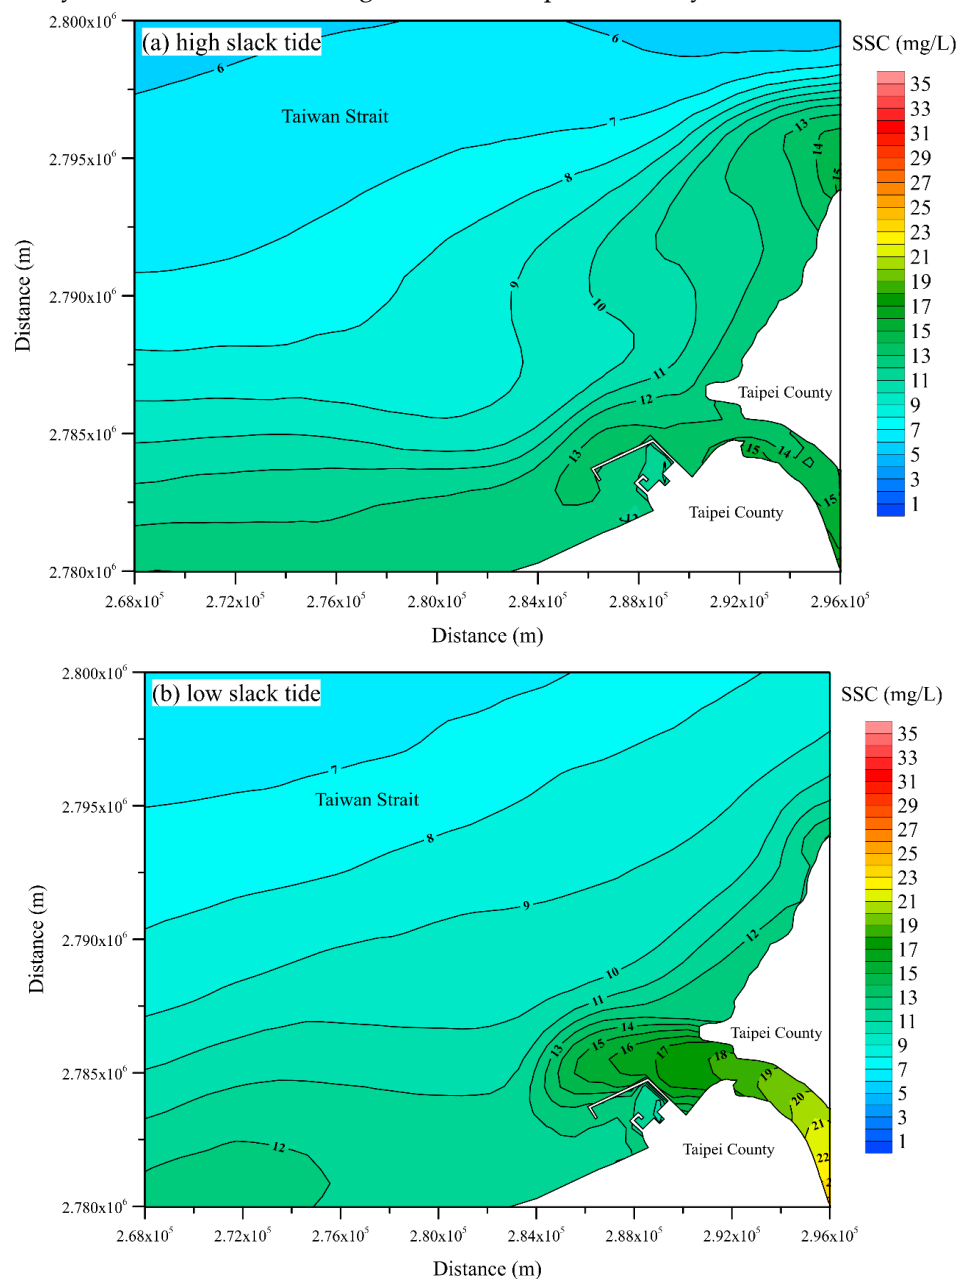 (a) high slack tide
SSC (mg/L)
Taiwan Strait
Taipei County
Taipei County
6
6
7
8
9
10
11
12
13
13
14
15
14
15
15
35
33
31
29
27
25
23
21
19
17
15
13
11
9
7
5
3
1
2.800x10⁶
2.795x10⁶
2.790x10⁶
2.785x10⁶
2.780x10⁶
Distance (m)
2.68x10⁵ 2.72x10⁵ 2.76x10⁵ 2.80x10⁵ 2.84x10⁵ 2.88x10⁵ 2.92x10⁵ 2.96x10⁵
Distance (m)
(b) low slack tide
SSC (mg/L)
Taiwan Strait
Taipei County
Taipei County
7
8
9
10
11
12
12
13
14
15
16
17
18
19
20
21
22
35
33
31
29
27
25
23
21
19
17
15
13
11
9
7
5
3
1
2.800x10⁶
2.795x10⁶
2.790x10⁶
2.785x10⁶
2.780x10⁶
Distance (m)
2.68x10⁵ 2.72x10⁵ 2.76x10⁵ 2.80x10⁵ 2.84x10⁵ 2.88x10⁵ 2.92x10⁵ 2.96x10⁵
Distance (m)